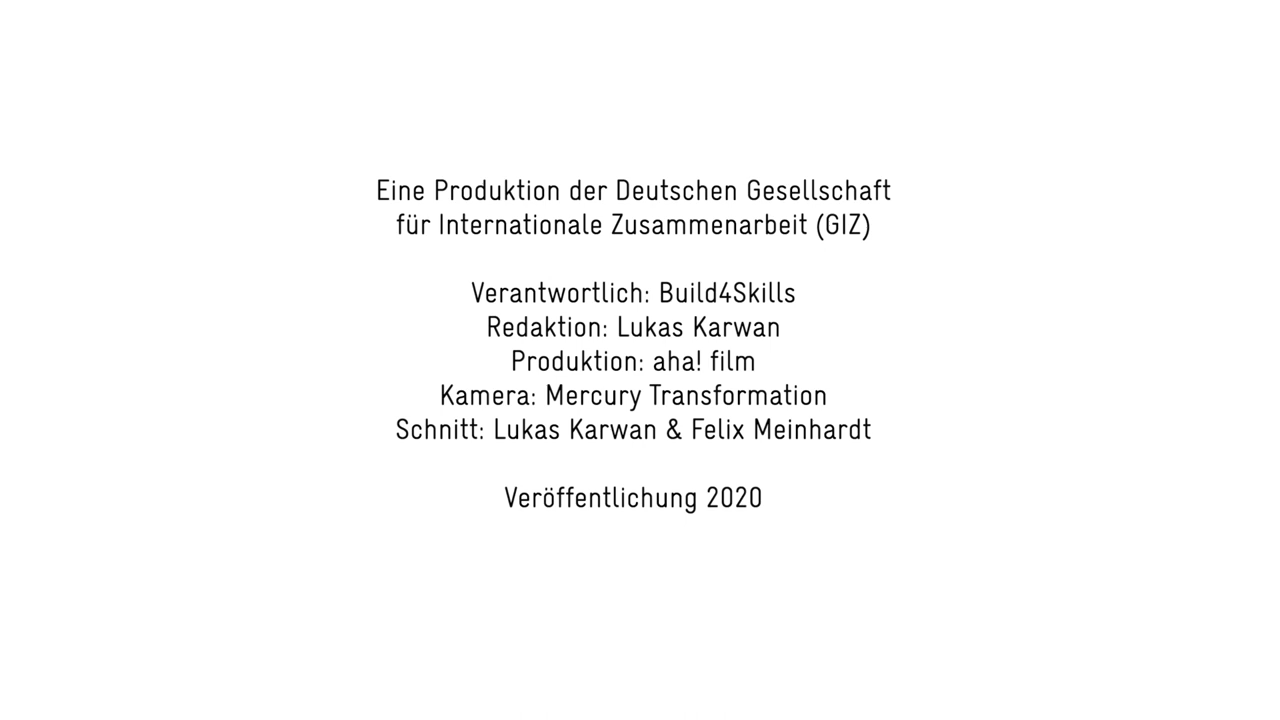 Eine Produktion der Deutschen Gesellschaft
für Internationale Zusammenarbeit (GIZ)
Verantwortlich: Build4Skills
Redaktion: Lukas Karwan
Produktion: aha! film
Kamera: Mercury Transformation
Schnitt: Lukas Karwan & Felix Meinhardt
Veröffentlichung 2020